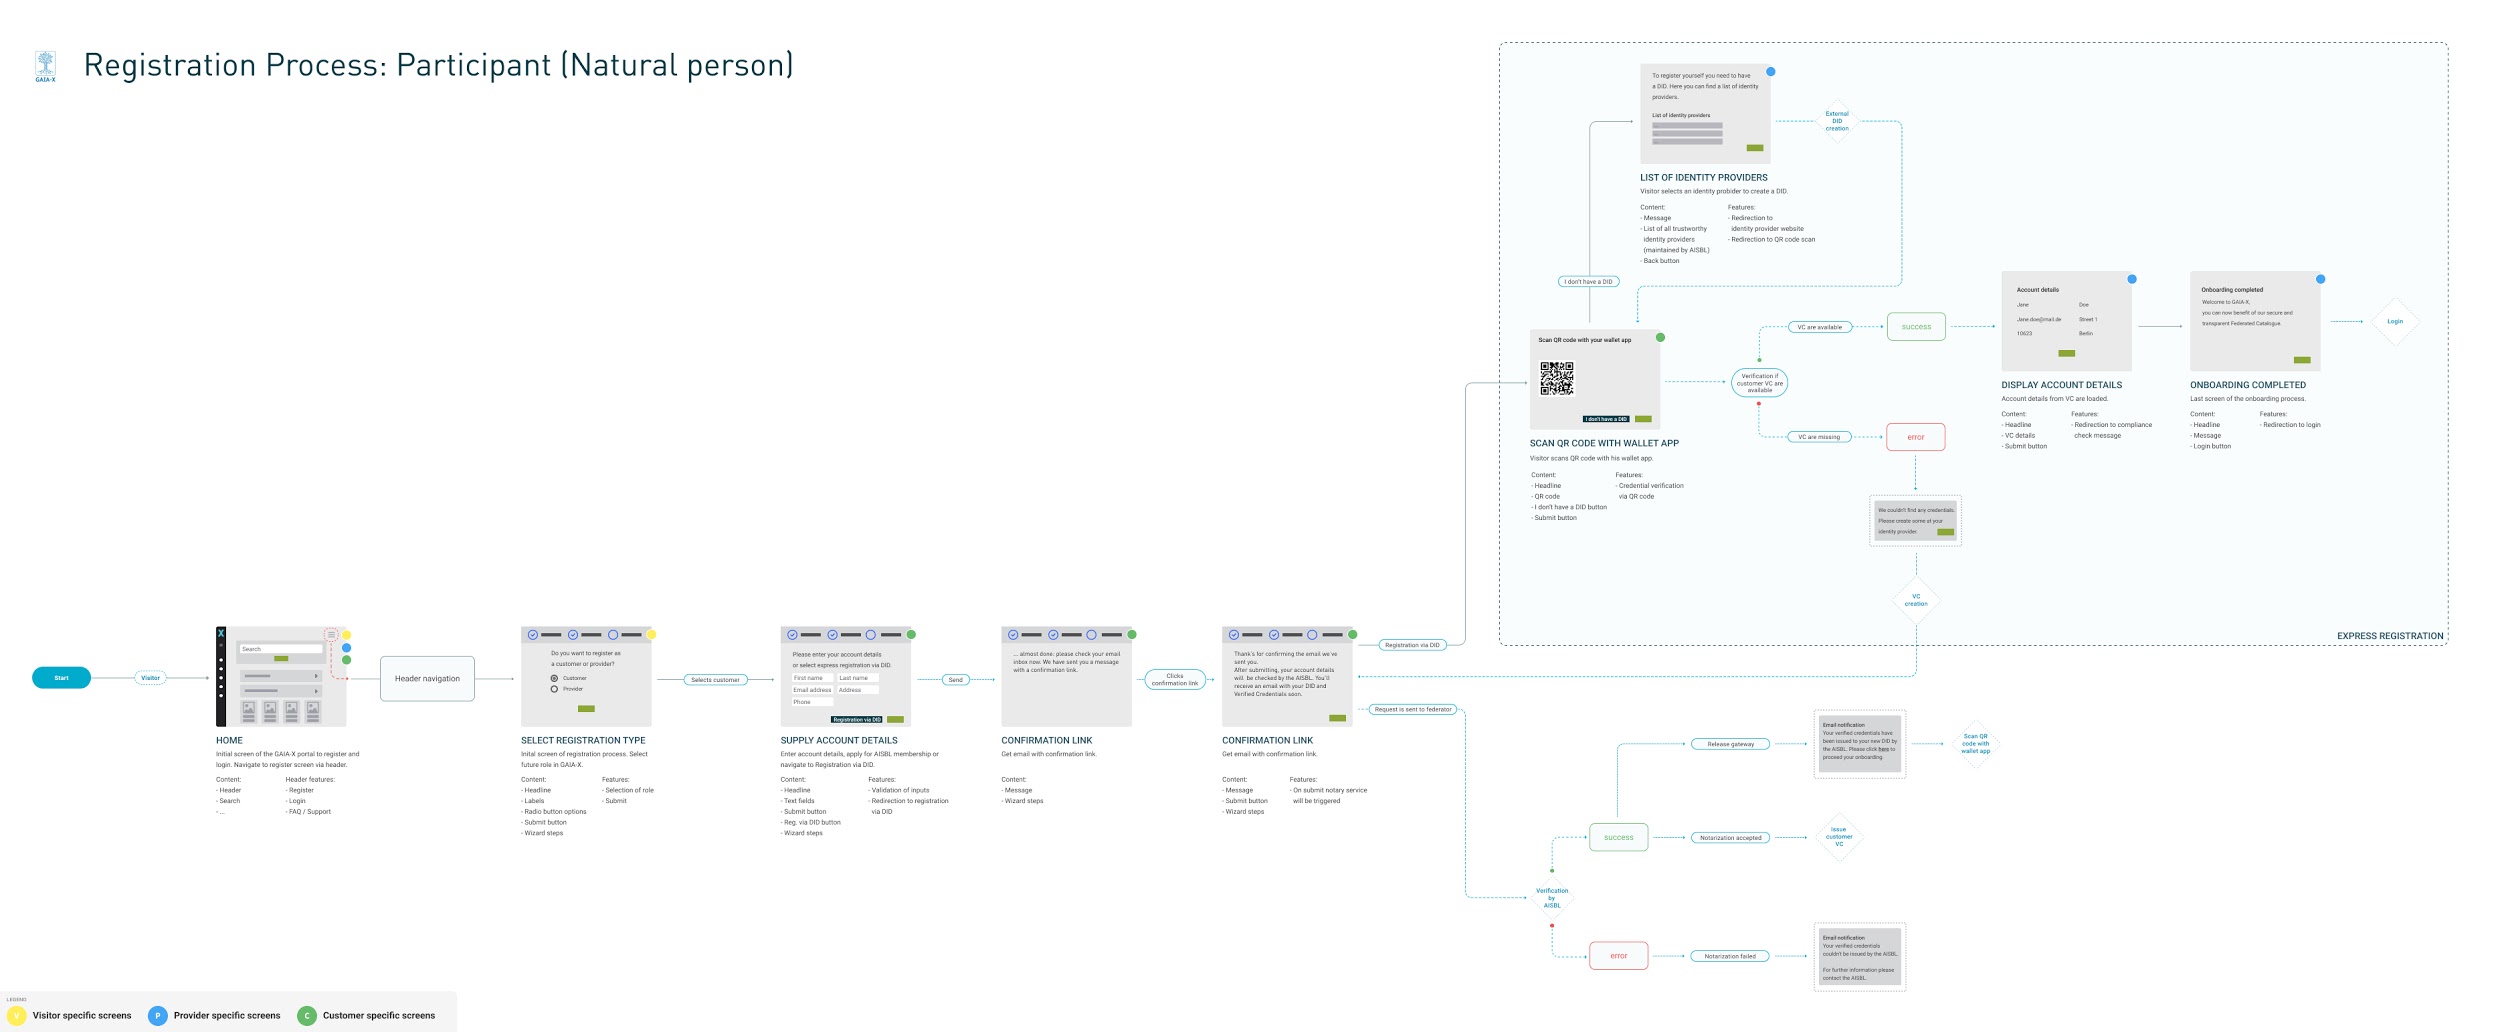 GAIA-X
Registration Process: Participant (Natural person)
To register yourself you need to have
a DID. Here you can find a list of identity
providers.
List of identity providers
External
DID
creation
LIST OF IDENTITY PROVIDERS
Visitor selects an identity probider to create a DID.
Content:
- Message
- List of all trustworthy
identity providers
(maintained by AISBL)
- Back button
Features:
- Redirection to
identity provider website
- Redirection to QR code scan
I don't have a DID
Scan QR code with your wallet app
I don't have a DID
SCAN QR CODE WITH WALLET APP
Visitor scans QR code with his wallet app.
Content:
- Headline
- QR code
- I don't have a DID button
- Submit button
Features:
- Credential verification
via QR code
Verification if
customer VC are
available
VC are available
success
VC are missing
error
We couldn't find any credentials.
Please create some at your
identity provider.
VC
creation
Account details
Jane
Doe
Jane.doe@mail.de
Street 1
10623
Berlin
DISPLAY ACCOUNT DETAILS
Account details from VC are loaded.
Content:
- Headline
- VC details
- Submit button
Features:
- Redirection to compliance
check message
Onboarding completed
Welcome to GAIA-X,
you can now benefit of our secure and
transparent Federated Catalogue.
ONBOARDING COMPLETED
Last screen of the onboarding process.
Content:
- Headline
- Message
- Login button
Features:
- Redirection to login
Login
EXPRESS REGISTRATION
Start
Visitor
X
Search
HOME
Initial screen of the GAIA-X portal to register and
login. Navigate to register screen via header.
Content:
- Header
- Search
- ...
Header features:
- Register
- Login
- FAQ / Support
Header navigation
Do you want to register as
a customer or provider?
Customer
Provider
SELECT REGISTRATION TYPE
Inital screen of registration process. Select
future role in GAIA-X.
Content:
- Headline
- Labels
- Radio button options
- Submit button
- Wizard steps
Features:
- Selection of role
- Submit
Selects customer
Please enter your account details
or select express registration via DID.
First name
Last name
Email address
Address
Phone
Registration via DID
SUPPLY ACCOUNT DETAILS
Enter account details, apply for AISBL membership or
navigate to Registration via DID.
Content:
- Headline
- Text fields
- Submit button
- Reg. via DID button
- Wizard steps
Features:
- Validation of inputs
- Redirection to registration
via DID
Send
... almost done: please check your email
inbox now. We have sent you a message
with a confirmation link.
CONFIRMATION LINK
Get email with confirmation link.
Content:
- Message
- Wizard steps
Clicks
confirmation link
Thank's for confirming the email we've
sent you.
After submitting, your account details
will be checked by the AISBL. You'll
receive an email with your DID and
Verified Credentials soon.
CONFIRMATION LINK
Get email with confirmation link.
Content:
- Message
- Submit button
- Wizard steps
Features:
- On submit notary service
will be triggered
Registration via DID
Request is sent to federator
Verification
by
AISBL
success
Release gateway
Email notification
Your verified credentials have
been issued to your new DID by
the AISBL. Please click here to
proceed your onboarding.
Scan QR
code with
wallet app
Notarization accepted
Issue
customer
VC
error
Notarization failed
Email notification
Your verified credentials
couldn't be issued by the AISBL.
For further information please
contact the AISBL.
LEGEND
V
Visitor specific screens
P
Provider specific screens
C
Customer specific screens